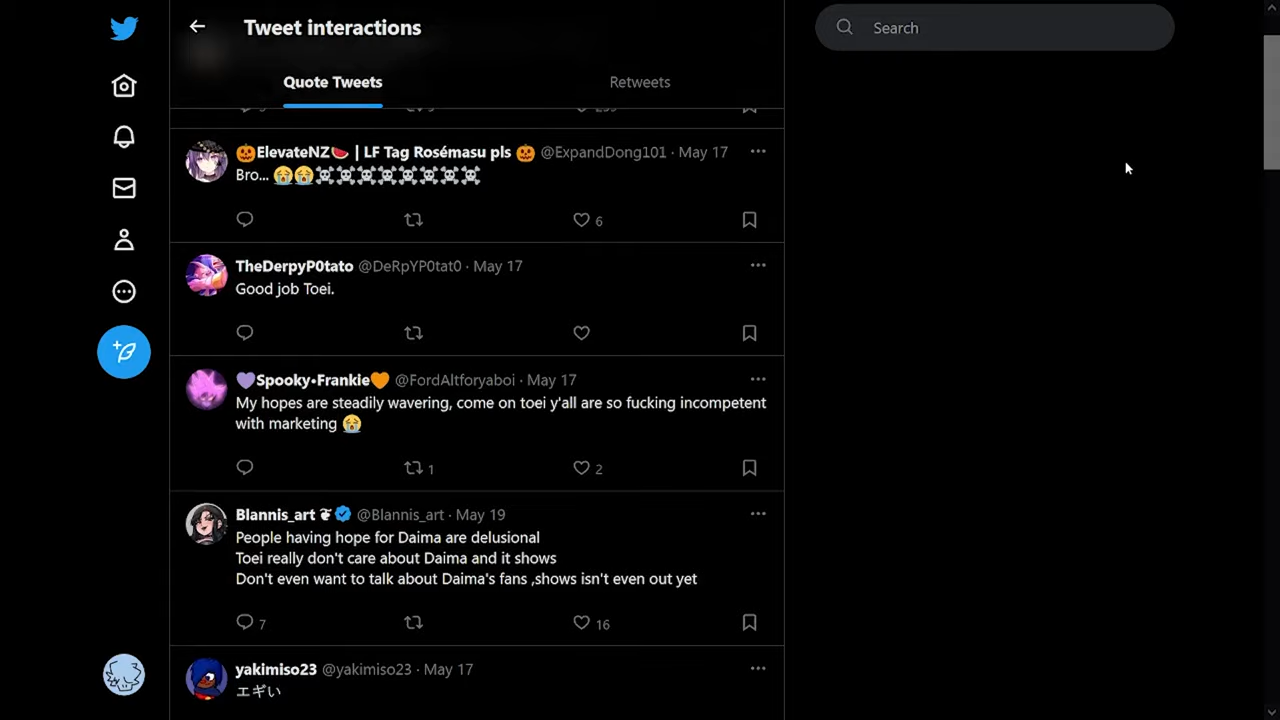 Tweet interactions
Search
Quote Tweets
Retweets
🎃ElevateNZ🍉 | LF Tag Rosémasu pls 🎃 @ExpandDong101 · May 17
Bro... 😭😭☠☠☠☠☠☠☠☠
6
TheDerpyP0tato @DeRpYP0tat0 · May 17
Good job Toei.
💜Spooky•Frankie🧡 @FordAltforyaboi · May 17
My hopes are steadily wavering, come on toei y'all are so fucking incompetent
with marketing 😭
1 2
Blannis_art ❦ @Blannis_art · May 19
People having hope for Daima are delusional
Toei really don't care about Daima and it shows
Don't even want to talk about Daima's fans ,shows isn't even out yet
7 16
yakimiso23 @yakimiso23 · May 17
エギい